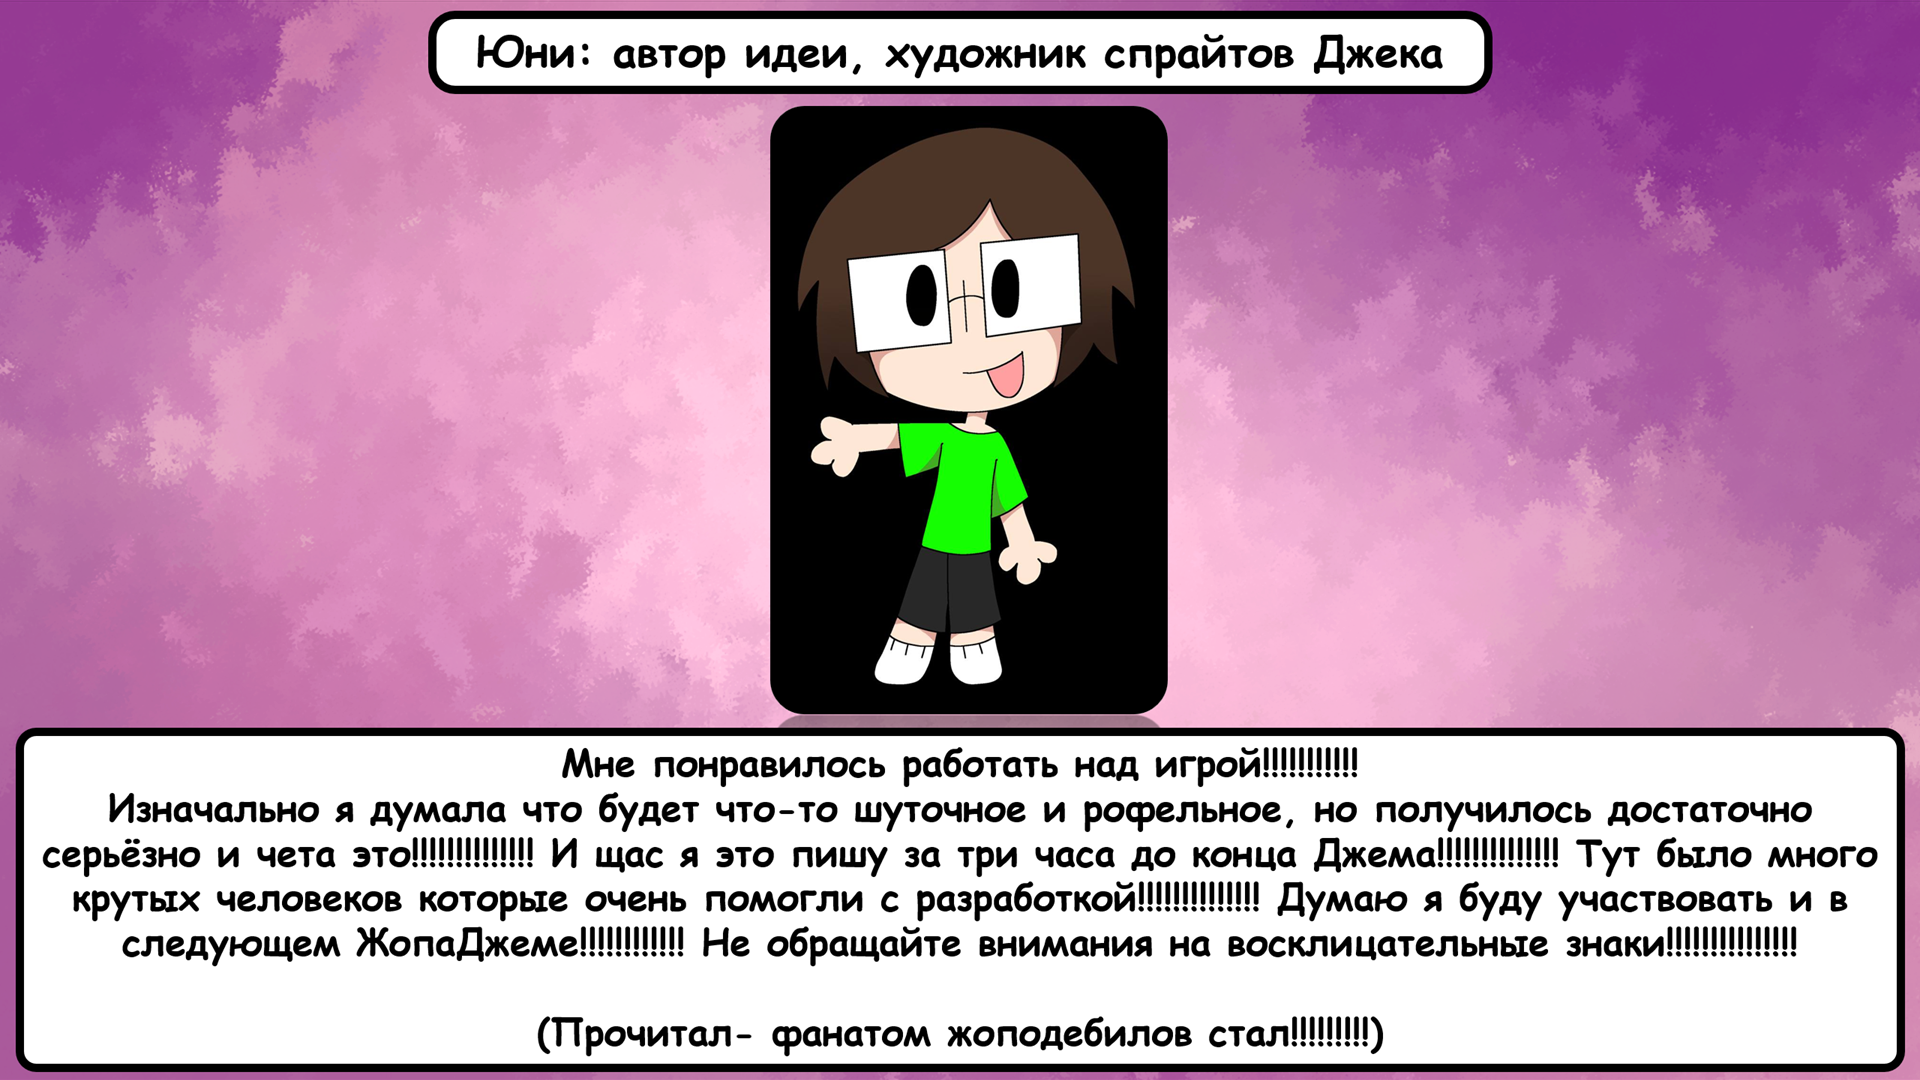 Юни: автор идеи, художник спрайтов Джека
Мне понравилось работать над игрой!!!!!!!!!!!
Изначально я думала что будет что-то шуточное и рофельное, но получилось достаточно
серьёзно и чета это!!!!!!!!!!!!!! И щас я это пишу за три часа до конца Джема!!!!!!!!!!!!!! Тут было много
крутых человеков которые очень помогли с разработкой!!!!!!!!!!!!!! Думаю я буду участвовать и в
следующем ЖопаДжеме!!!!!!!!!!!! Не обращайте внимания на восклицательные знаки!!!!!!!!!!!!!!!
(Прочитал- фанатом жоподебилов стал!!!!!!!!!)